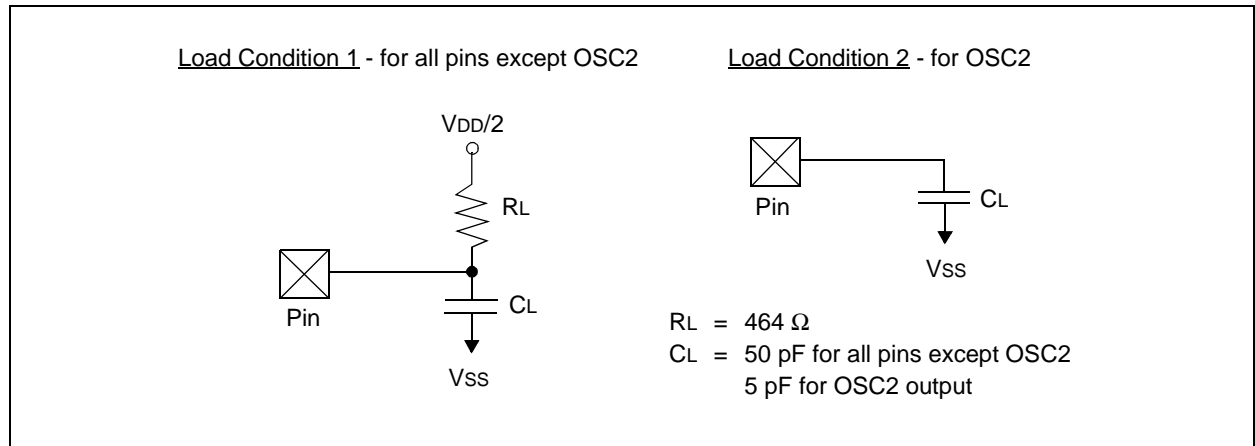 Load Condition 1 - for all pins except OSC2
VDD/2
RL
Pin
CL
VSS
Load Condition 2 - for OSC2
Pin
CL
VSS
RL = 464 Ω
CL = 50 pF for all pins except OSC2
5 pF for OSC2 output